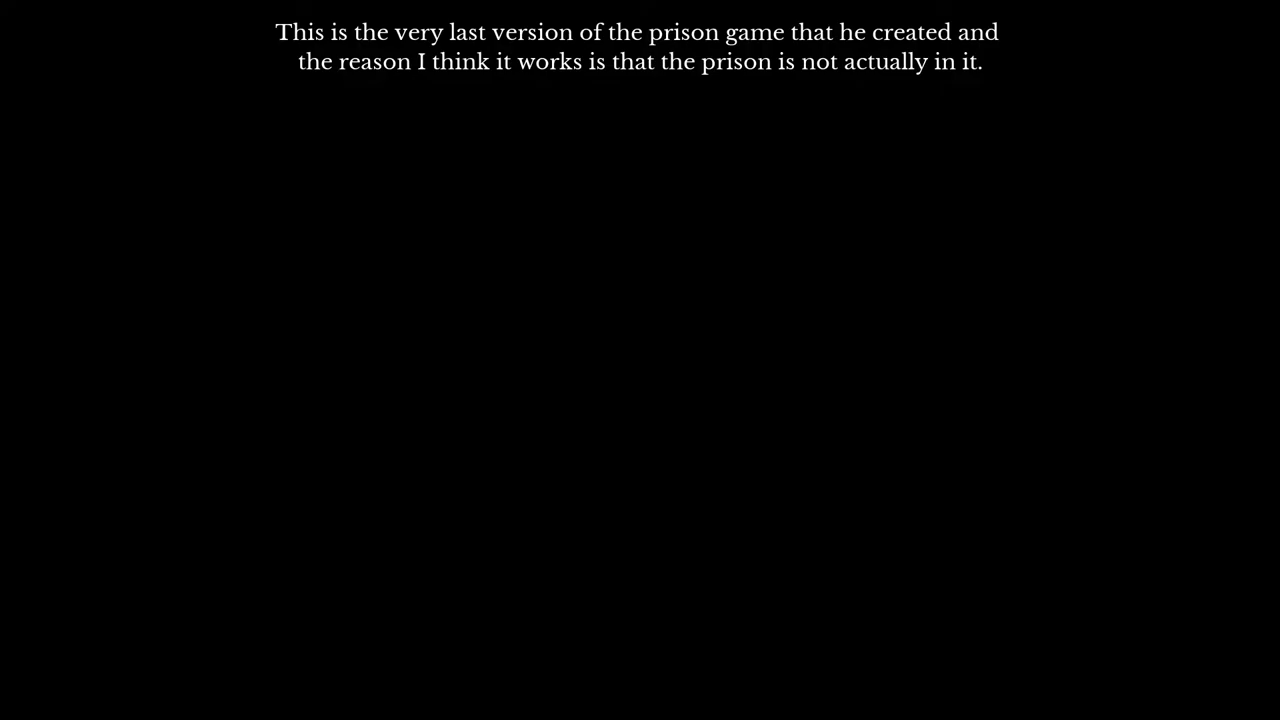 This is the very last version of the prison game that he created and
the reason I think it works is that the prison is not actually in it.